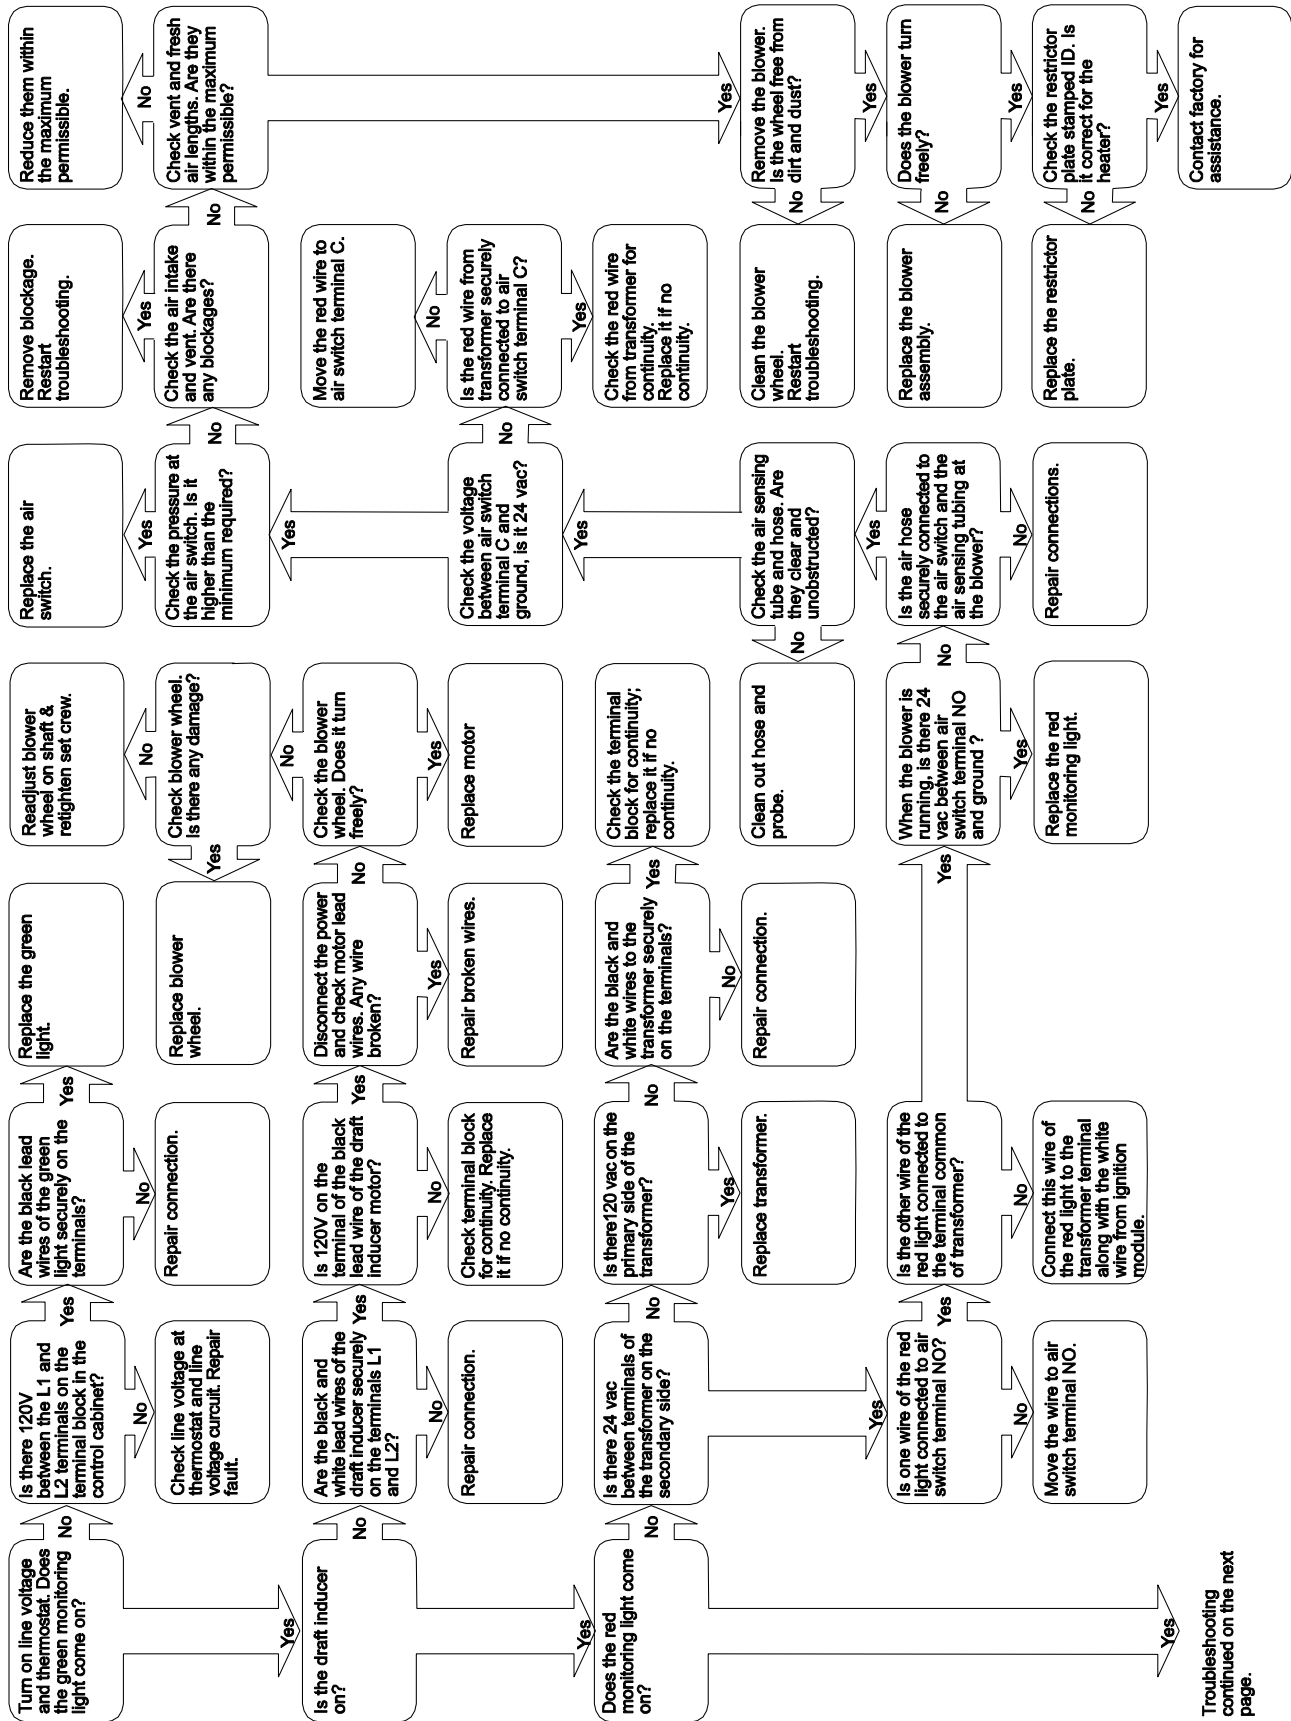 Turn on line voltage
and thermostat. Does
the green monitoring
light come on?
No
Is there 120V
between the L1 and
L2 terminals on the
terminal block in the
control cabinet?
Yes
Are the black lead
wires of the green
light securely on the
terminals?
Yes
Replace the green
light.
No
Check line voltage at
thermostat and line
voltage curcuit. Repair
fault.
No
Repair connection.
Yes
Is the draft inducer
on?
No
Are the black and
white lead wires of the
draft inducer securely
on the terminals L1
and L2?
Yes
Is 120V on the
terminal of the black
lead wire of the draft
inducer motor?
Yes
Disconnect the power
and check motor lead
wires. Any wire
broken?
No
Check the blower
wheel. Does it turn
freely?
No
Check blower wheel.
Is there any damage?
No
Readjust blower
wheel on shaft &
retighten set crew.
Yes
Replace blower
wheel.
No
Repair connection.
No
Check terminal block
for continuity. Replace
it if no continuity.
Yes
Repair broken wires.
Yes
Replace motor
Yes
Does the red
monitoring light come
on?
No
Is there 24 vac
between terminals of
the transformer on the
secondary side?
No
Is there120 vac on the
primary side of the
transformer?
No
Are the black and
white wires to the
transformer securely
on the terminals?
Yes
Check the terminal
block for continuity;
replace it if no
continuity.
Yes
Replace transformer.
No
Repair connection.
Yes
Is one wire of the red
light connected to air
switch terminal NO?
Yes
Is the other wire of the
red light connected to
the terminal common
of transformer?
Yes
When the blower is
running, is there 24
vac between air
switch terminal NO
and ground ?
No
Is the air hose
securely connected to
the air switch and the
air sensing tubing at
the blower?
No
Move the wire to air
switch terminal NO.
No
Connect this wire of
the red light to the
transformer terminal
along with the white
wire from ignition
module.
Yes
Replace the red
monitoring light.
No
Repair connections.
Yes
Check the air sensing
tube and hose. Are
they clear and
unobstructed?
No
Clean out hose and
probe.
Yes
Check the voltage
between air switch
terminal C and
ground, is it 24 vac?
No
Is the red wire from
transformer securely
connected to air
switch terminal C?
No
Move the red wire to
air switch terminal C.
Yes
Check the red wire
from transformer for
continuity.
Replace it if no
continuity.
Yes
Check the pressure at
the air switch. Is it
higher than the
minimum required?
Yes
Replace the air
switch.
No
Check the air intake
and vent. Are there
any blockages?
Yes
Remove blockage.
Restart
troubleshooting.
No
Check vent and fresh
air lengths. Are they
within the maximum
permissible?
No
Reduce them within
the maximum
permissible.
Yes
Remove the blower.
Is the wheel free from
dirt and dust?
No
Clean the blower
wheel.
Restart
troubleshooting.
Yes
Does the blower turn
freely?
No
Replace the blower
assembly.
Yes
Check the restrictor
plate stamped ID. Is
it correct for the
heater?
No
Replace the restrictor
plate.
Yes
Contact factory for
assistance.
Yes
Troubleshooting
continued on the next
page.